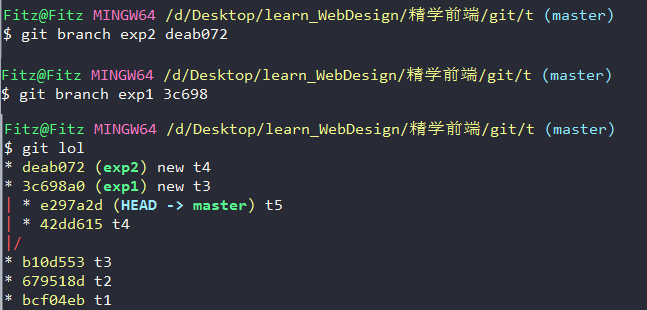 Fitz@Fitz MINGW64 /d/Desktop/learn_WebDesign/精学前端/git/t (master)
$ git branch exp2 deab072
Fitz@Fitz MINGW64 /d/Desktop/learn_WebDesign/精学前端/git/t (master)
$ git branch exp1 3c698
Fitz@Fitz MINGW64 /d/Desktop/learn_WebDesign/精学前端/git/t (master)
$ git lol
* deab072 (exp2) new t4
* 3c698a0 (exp1) new t3
| * e297a2d (HEAD -> master) t5
| * 42dd615 t4
|/
* b10d553 t3
* 679518d t2
* bcf04eb t1